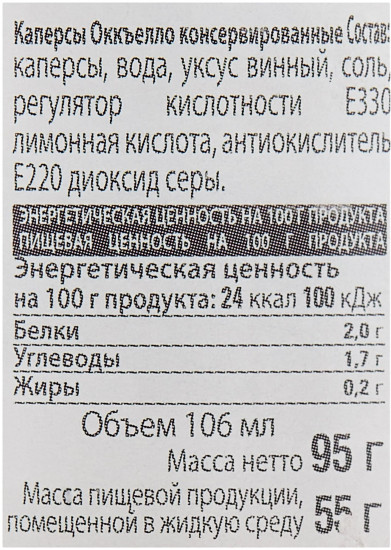 Каперсы Оккъелло консервированные Состав:
каперсы, вода, уксус винный, соль,
регулятор кислотности Е330
лимонная кислота, антиокислитель
Е220 диоксид серы.
ЭНЕРГЕТИЧЕСКАЯ ЦЕННОСТЬ НА 100 Г ПРОДУКТА
ПИЩЕВАЯ ЦЕННОСТЬ НА 100 Г ПРОДУКТА
Энергетическая ценность
на 100 г продукта: 24 ккал 100 кДж
Белки 2,0 г
Углеводы 1,7 г
Жиры 0,2 г
Объем 106 мл
Масса нетто 95 г
Масса пищевой продукции,
помещенной в жидкую среду 55 г